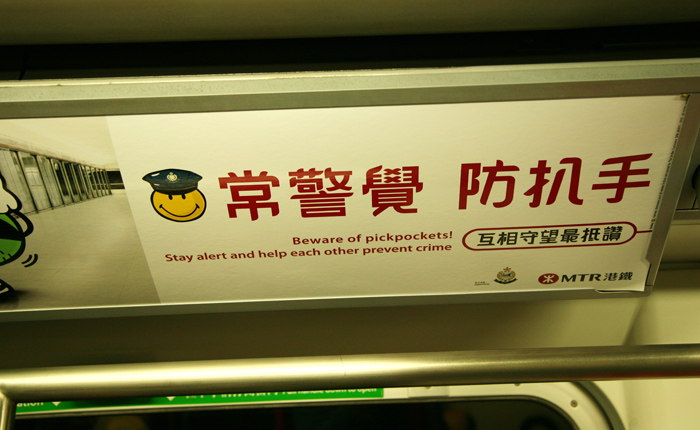 常警覺 防扒手
Beware of pickpockets!
Stay alert and help each other prevent crime
互相守望最抵讚
MTR 港鐵